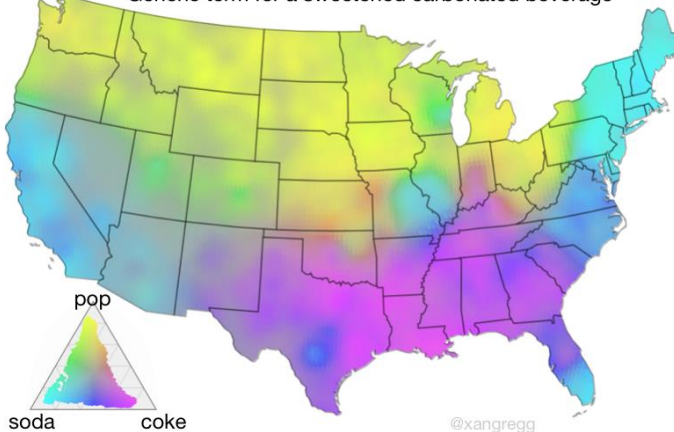 Generic term for a sweetened carbonated beverage
pop
soda coke
@xangregg